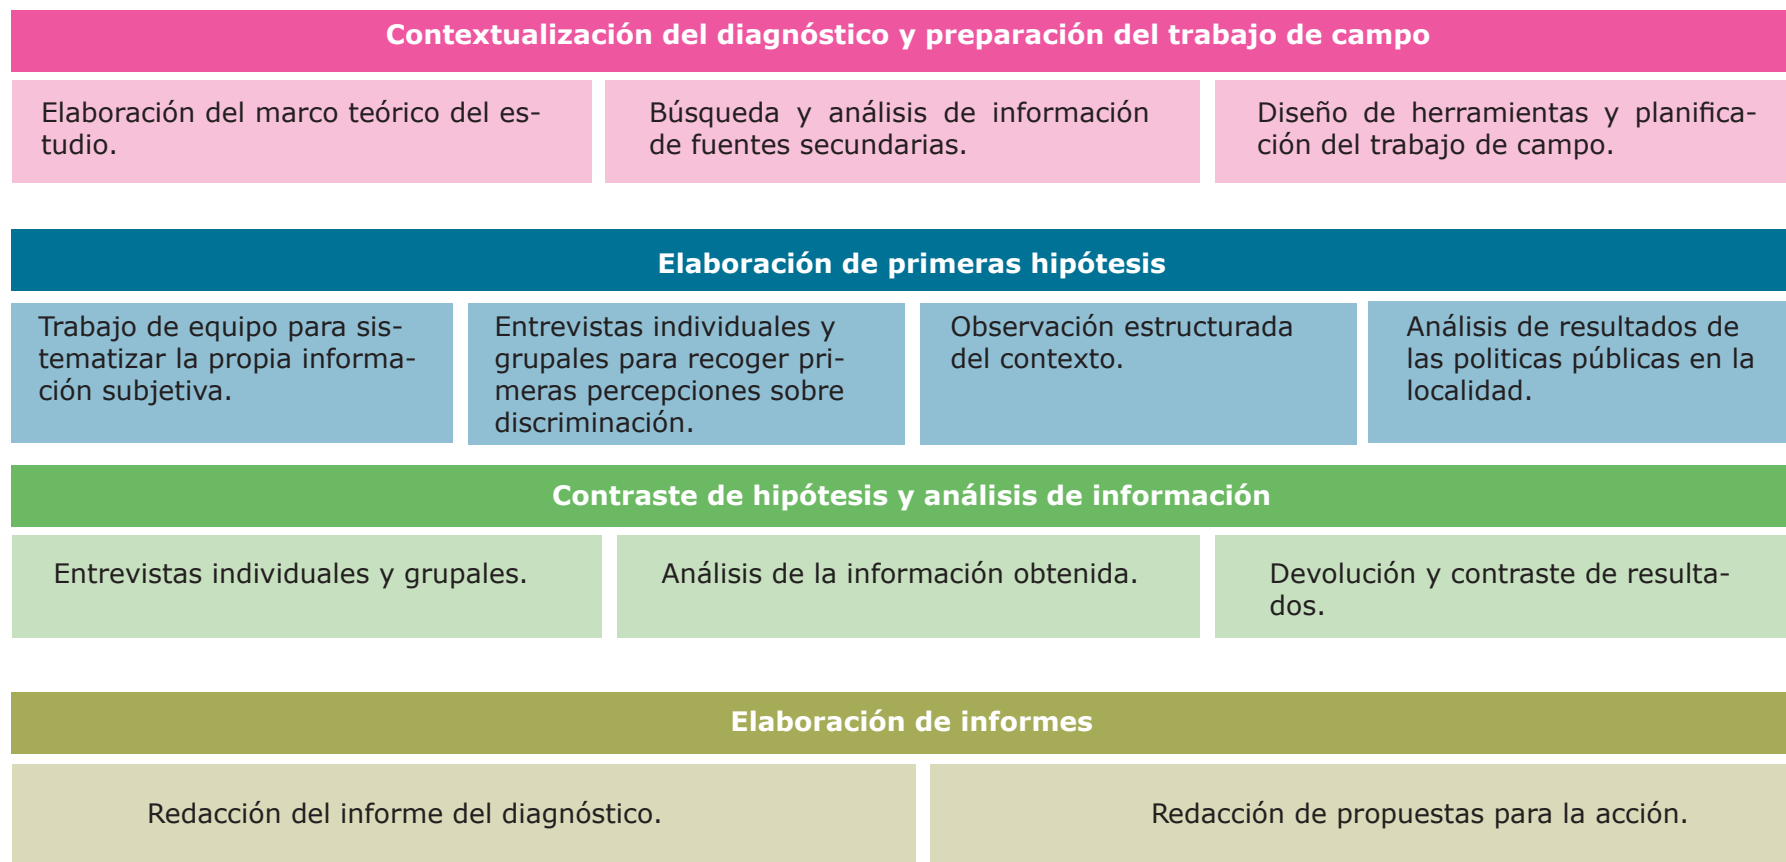 Contextualización del diagnóstico y preparación del trabajo de campo
Elaboración del marco teórico del es-
tudio.
Búsqueda y análisis de información
de fuentes secundarias.
Diseño de herramientas y planifica-
ción del trabajo de campo.
Elaboración de primeras hipótesis
Trabajo de equipo para sis-
tematizar la propia informa-
ción subjetiva.
Entrevistas individuales y
grupales para recoger pri-
meras percepciones sobre
discriminación.
Observación estructurada
del contexto.
Análisis de resultados de
las politicas públicas en la
localidad.
Contraste de hipótesis y análisis de información
Entrevistas individuales y grupales.
Análisis de la información obtenida.
Devolución y contraste de resulta-
dos.
Elaboración de informes
Redacción del informe del diagnóstico.
Redacción de propuestas para la acción.